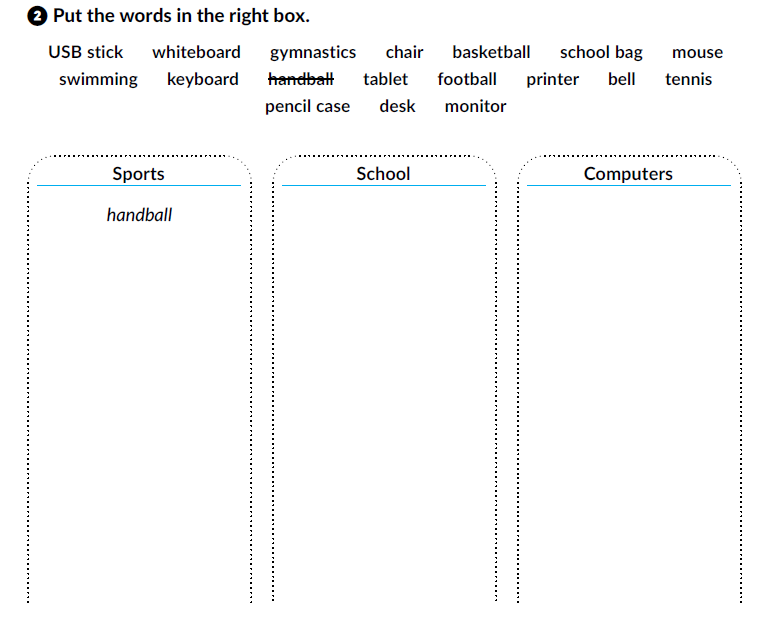 2 Put the words in the right box.
USB stick whiteboard gymnastics chair basketball school bag mouse
swimming keyboard handball tablet football printer bell tennis
pencil case desk monitor
Sports School Computers
handball